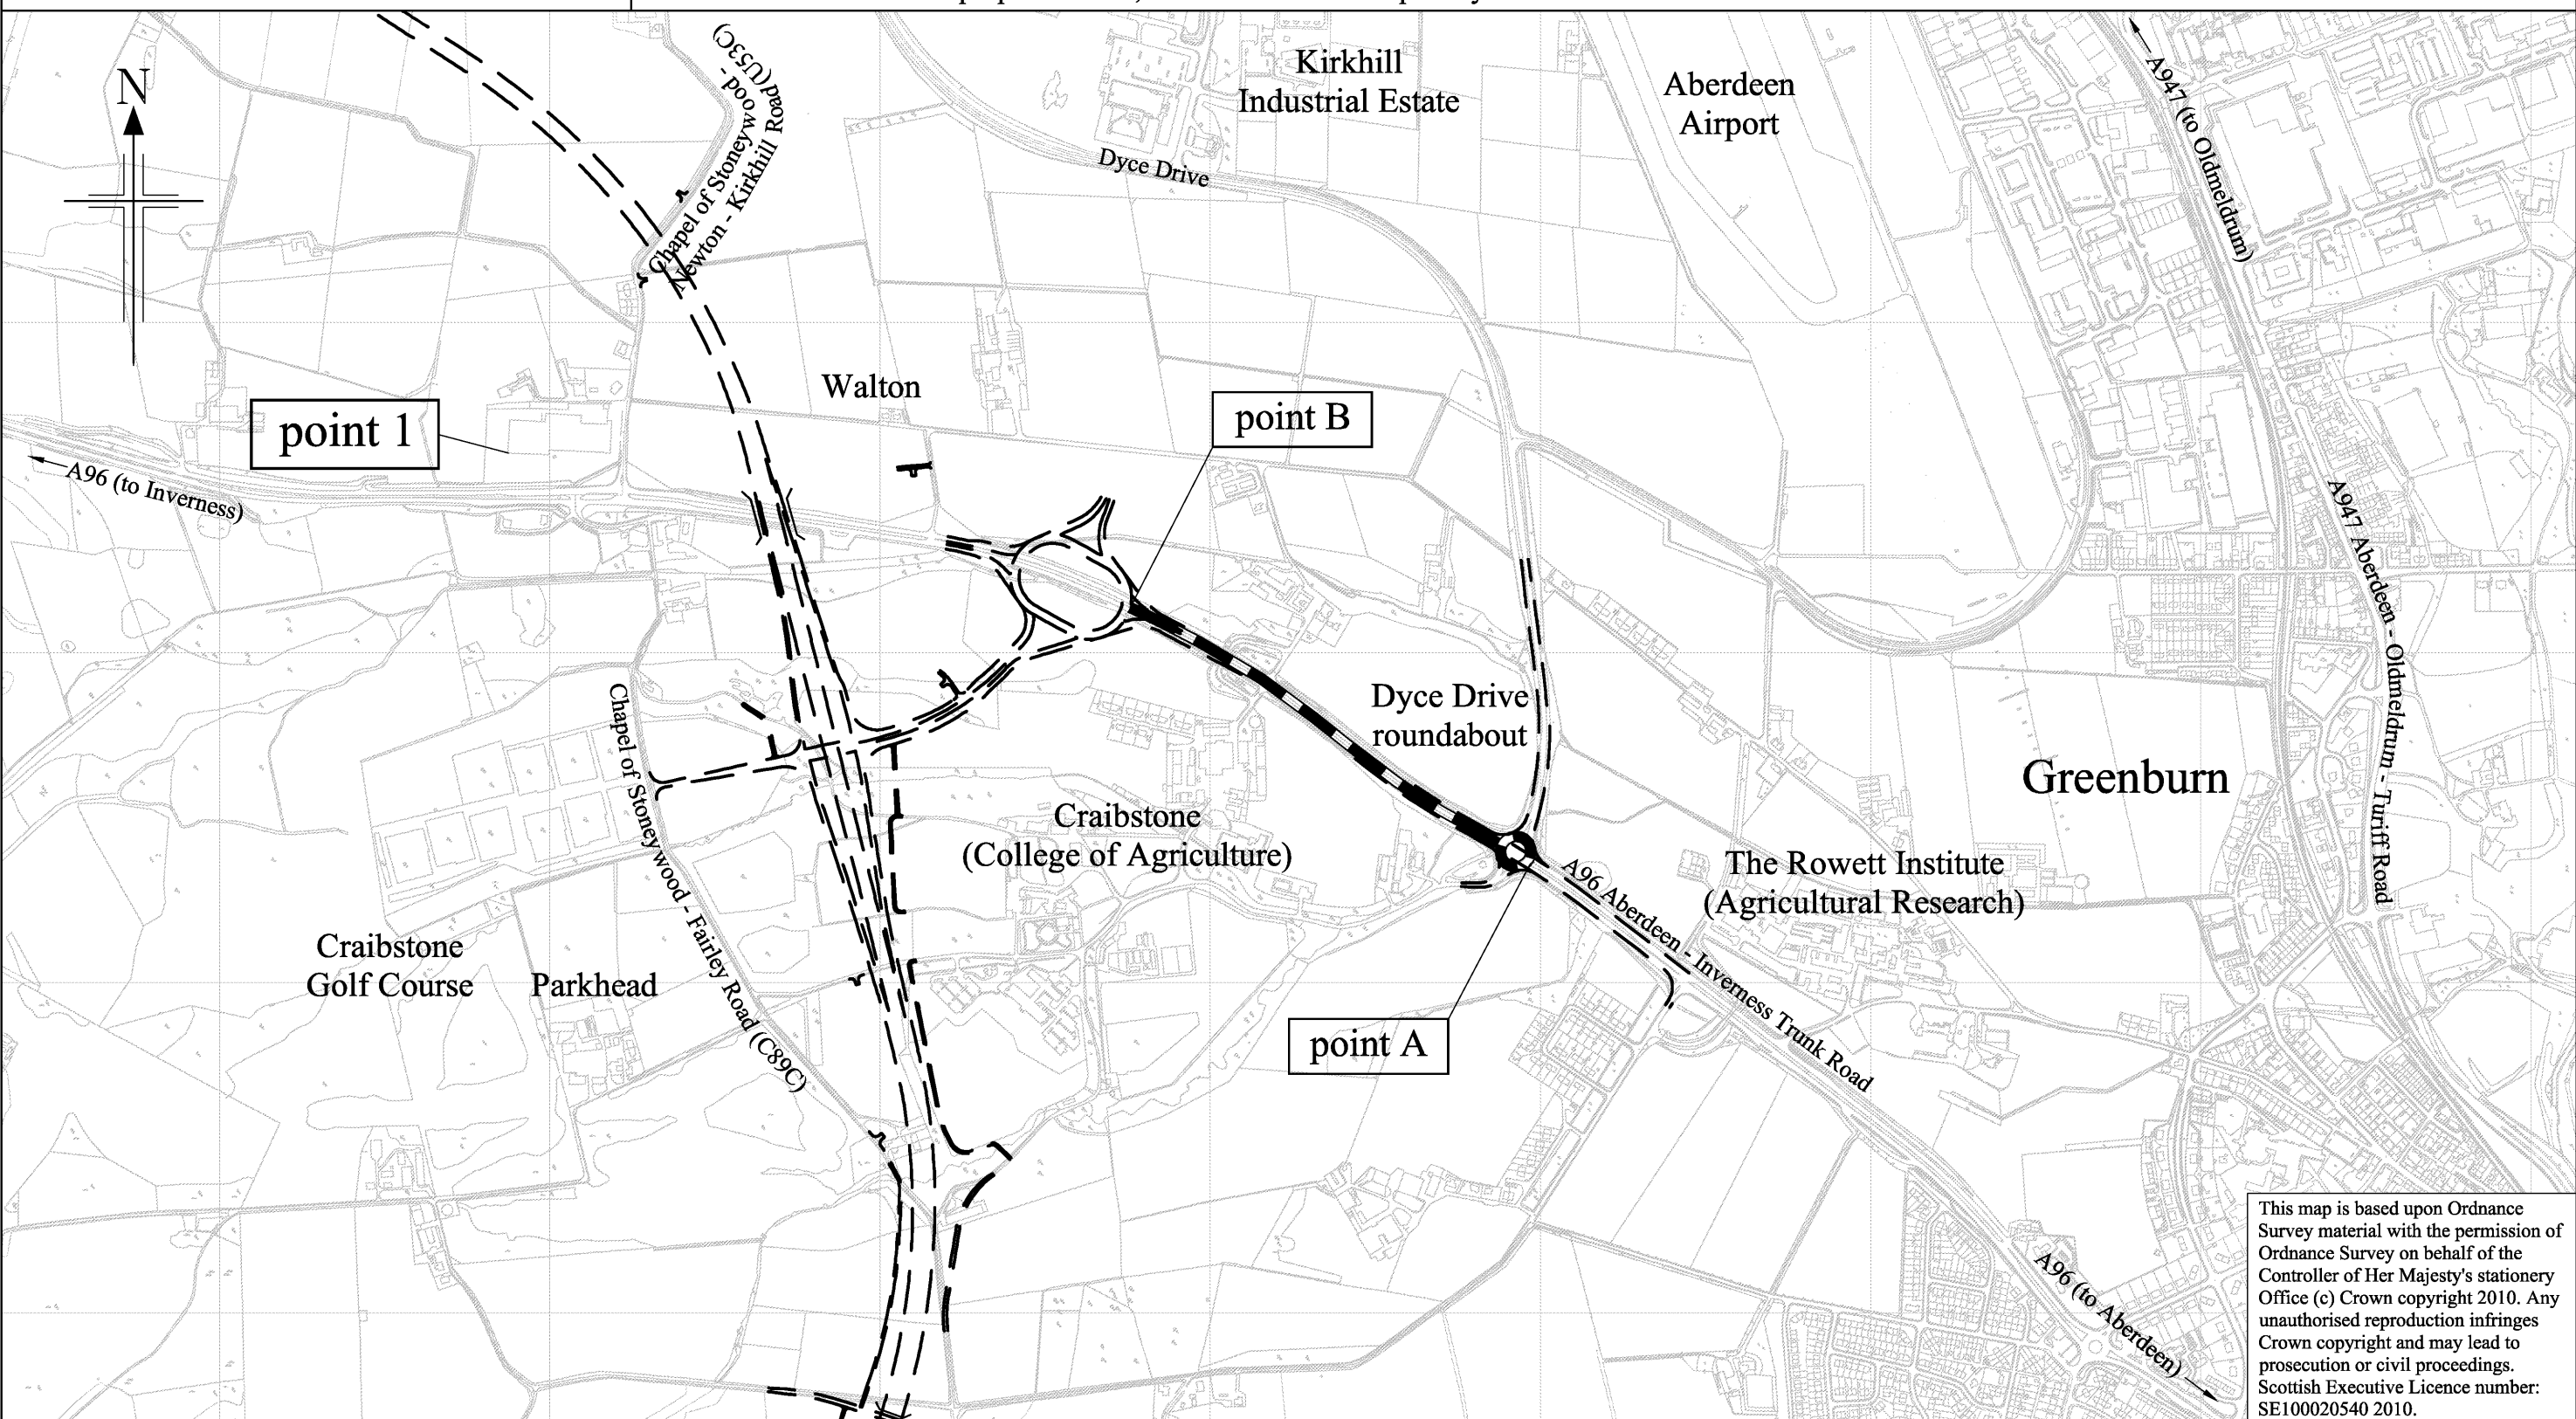 N
Chapel of Stoneywood -
Newton - Kirkhill Road (U53C)
Kirkhill
Industrial Estate
Aberdeen
Airport
A947 (to Oldmeldrum)
Dyce Drive
Walton
point 1
point B
A96 (to Inverness)
A947 Aberdeen - Oldmeldrum - Turiff Road
Dyce Drive
roundabout
Chapel of Stoneywood - Fairley Road (C89C)
Greenburn
Craibstone
(College of Agriculture)
The Rowett Institute
(Agricultural Research)
A96 Aberdeen - Inverness Trunk Road
Craibstone
Golf Course
Parkhead
point A
A96 (to Aberdeen)
This map is based upon Ordnance
Survey material with the permission of
Ordnance Survey on behalf of the
Controller of Her Majesty's stationery
Office (c) Crown copyright 2010. Any
unauthorised reproduction infringes
Crown copyright and may lead to
prosecution or civil proceedings.
Scottish Executive Licence number:
SE100020540 2010.